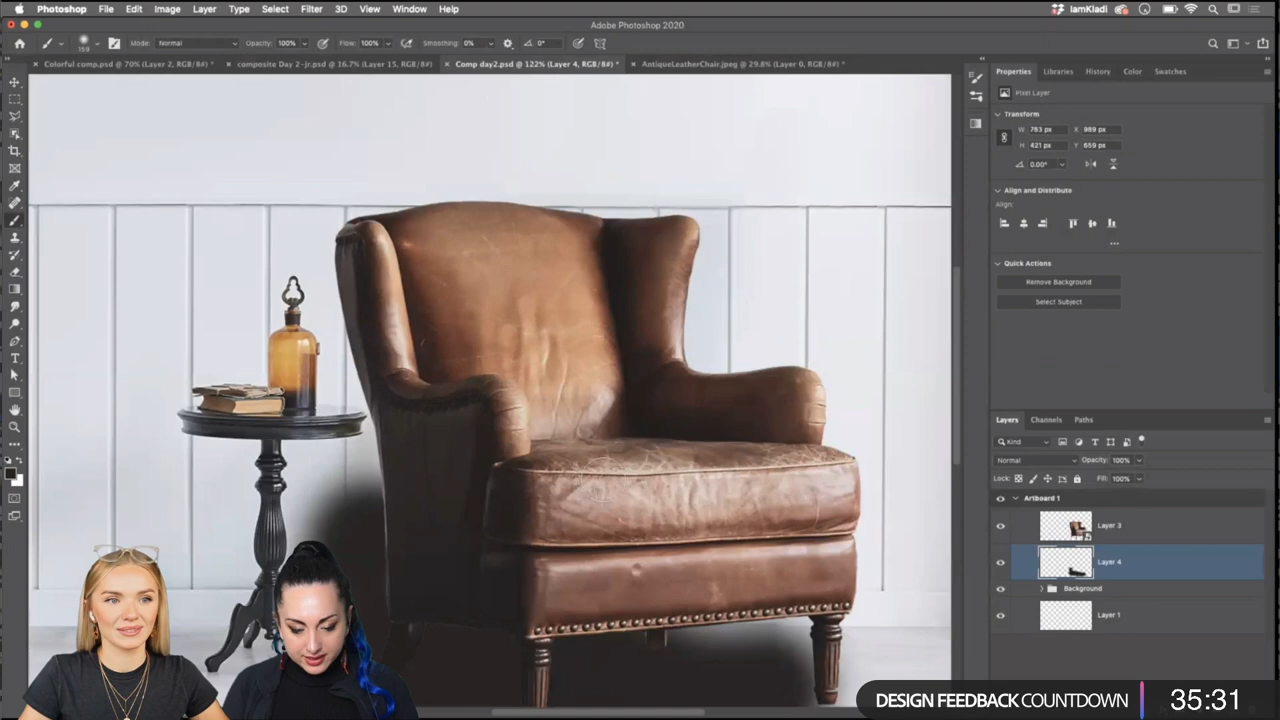 Photoshop File Edit Image Layer Type Select Filter 3D View Window Help IamKladi
Adobe Photoshop 2020
159 Mode: Normal Opacity: 100% Flow: 100% Smoothing: 0% 0°
Colorful comp.psd @ 70% (Layer 2, RGB/8#) * composite Day 2-jr.psd @ 16.7% (Layer 15, RGB/8#) Comp day2.psd @ 122% (Layer 4, RGB/8#) * AntiqueLeatherChair.jpeg @ 29.8% (Layer 0, RGB/8#) *
Properties Libraries History Color Swatches
Pixel Layer
Transform
W 753 px X 989 px
H 421 px Y 659 px
0.00°
Align and Distribute
Align:
Quick Actions
Remove Background
Select Subject
Layers Channels Paths
Kind
Normal Opacity: 100%
Lock: Fill: 100%
Artboard 1
Layer 3
Layer 4
Background
Layer 1
DESIGN FEEDBACK COUNTDOWN 35:31